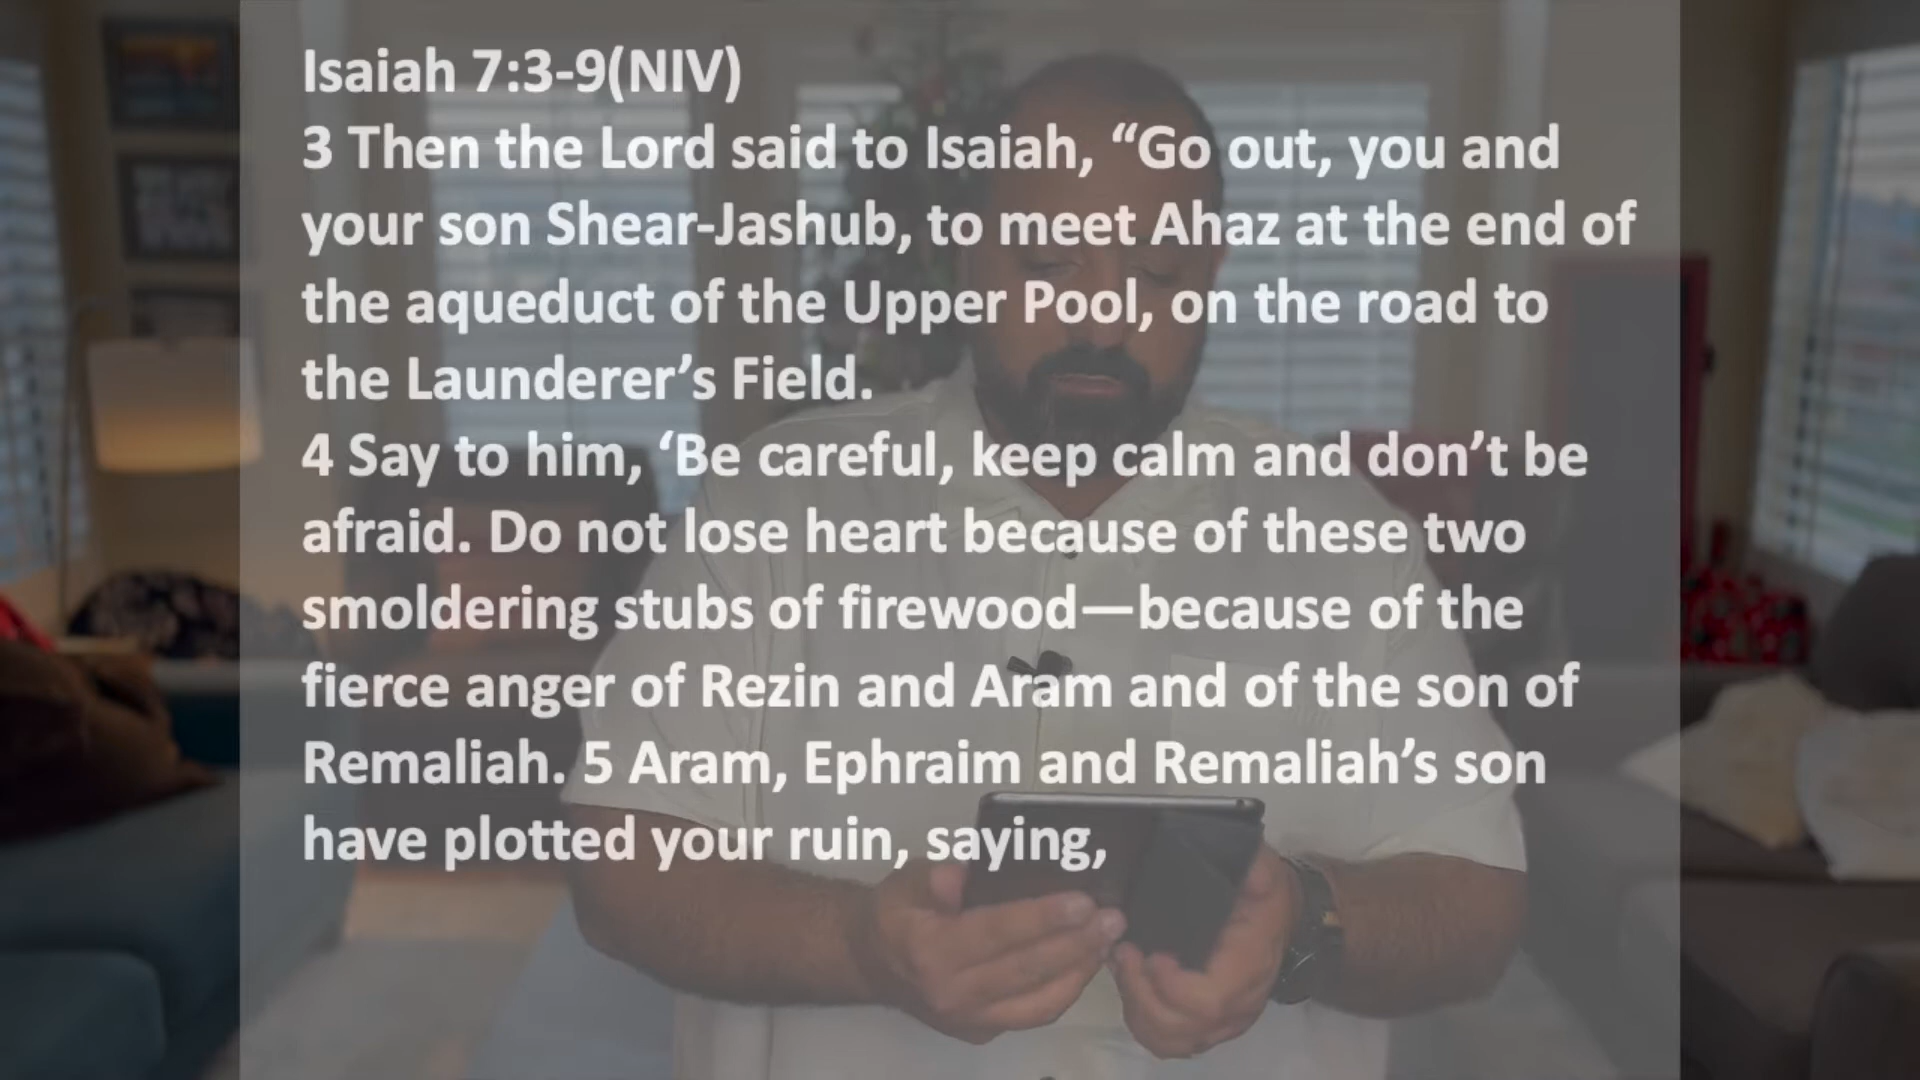 Isaiah 7:3-9(NIV)
3 Then the Lord said to Isaiah, “Go out, you and
your son Shear-Jashub, to meet Ahaz at the end of
the aqueduct of the Upper Pool, on the road to
the Launderer’s Field.
4 Say to him, ‘Be careful, keep calm and don’t be
afraid. Do not lose heart because of these two
smoldering stubs of firewood—because of the
fierce anger of Rezin and Aram and of the son of
Remaliah. 5 Aram, Ephraim and Remaliah’s son
have plotted your ruin, saying,